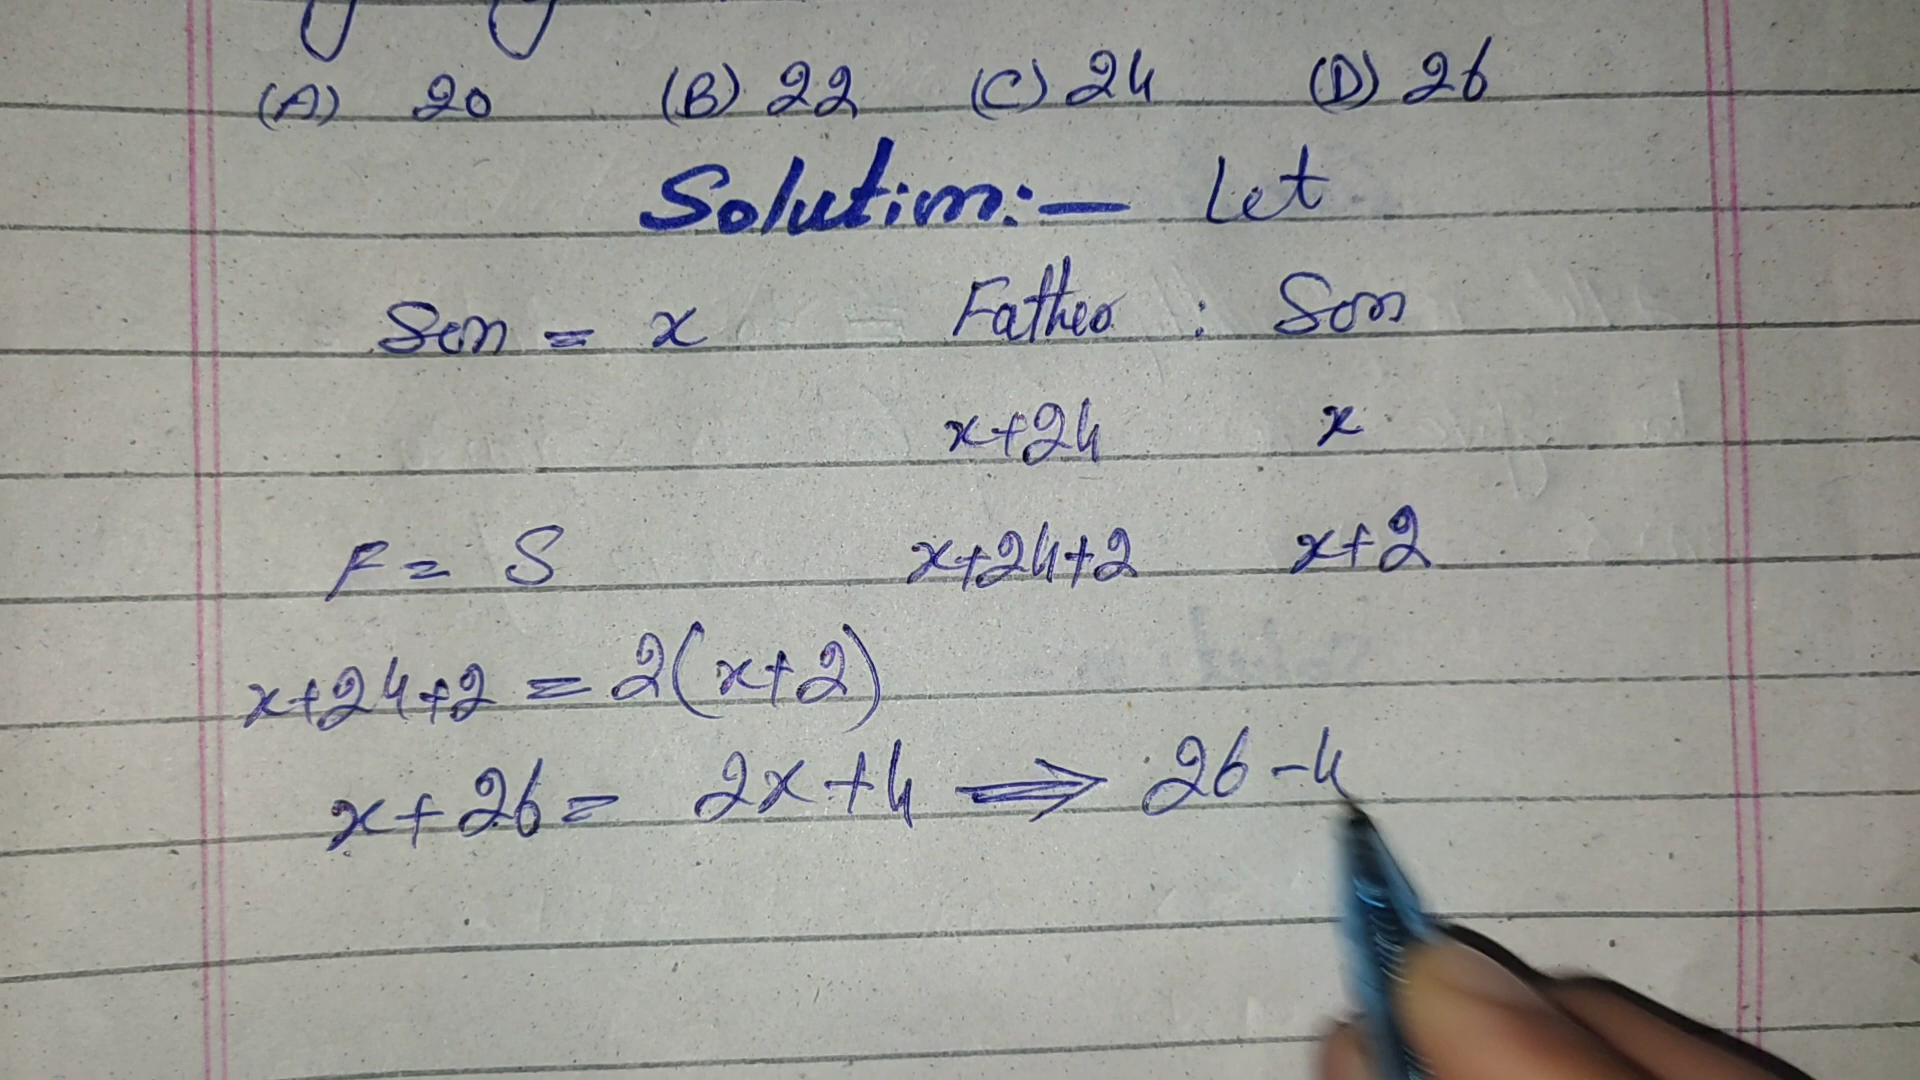 (A) 20 (B) 22 (C) 24 (D) 26
Solution:— Let
Son = x Father : Son
x+24 x
F = S x+24+2 x+2
x+24+2 = 2(x+2)
x+26 = 2x+4 ⇒ 26-4